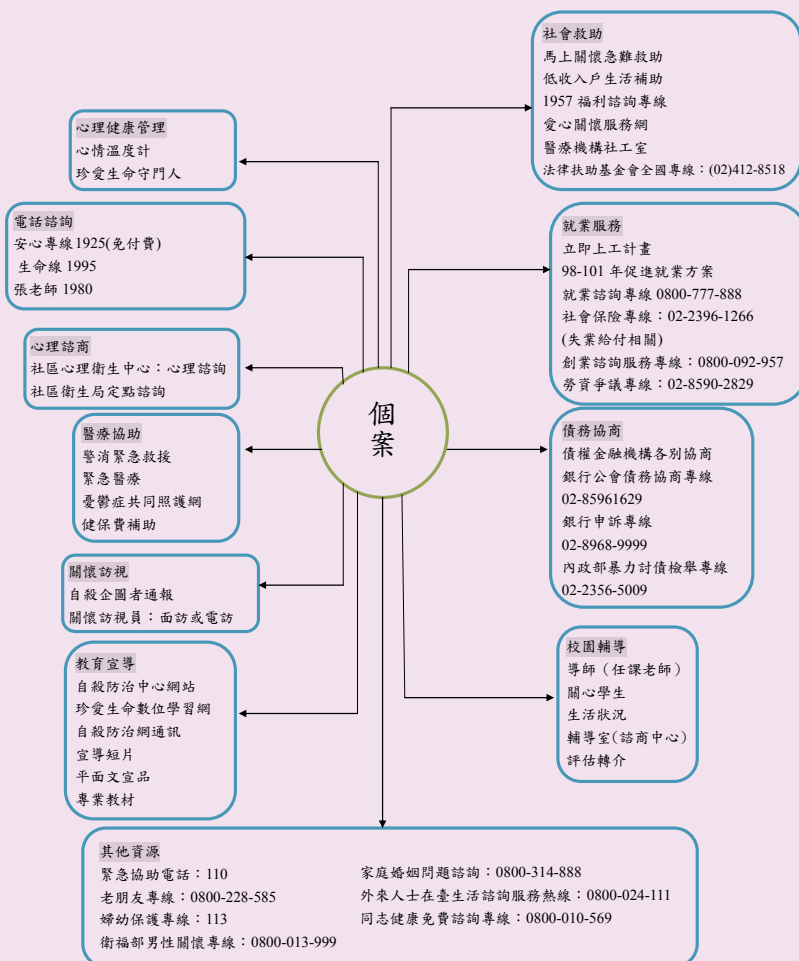 社會救助
馬上關懷急難救助
低收入戶生活補助
1957 福利諮詢專線
愛心關懷服務網
醫療機構社工室
法律扶助基金會全國專線：(02)412-8518
心理健康管理
心情溫度計
珍愛生命守門人
電話諮詢
安心專線1925(免付費)
生命線 1995
張老師 1980
就業服務
立即上工計畫
98-101 年促進就業方案
就業諮詢專線 0800-777-888
社會保險專線：02-2396-1266
(失業給付相關)
創業諮詢服務專線：0800-092-957
勞資爭議專線：02-8590-2829
心理諮商
社區心理衛生中心：心理諮詢
社區衛生局定點諮詢
個案
醫療協助
警消緊急救援
緊急醫療
憂鬱症共同照護網
健保費補助
債務協商
債權金融機構各別協商
銀行公會債務協商專線
02-85961629
銀行申訴專線
02-8968-9999
內政部暴力討債檢舉專線
02-2356-5009
關懷訪視
自殺企圖者通報
關懷訪視員：面訪或電訪
教育宣導
自殺防治中心網站
珍愛生命數位學習網
自殺防治網通訊
宣導短片
平面文宣品
專業教材
校園輔導
導師（任課老師）
關心學生
生活狀況
輔導室(諮商中心)
評估轉介
其他資源
緊急協助電話：110
老朋友專線：0800-228-585
婦幼保護專線：113
衛福部男性關懷專線：0800-013-999
家庭婚姻問題諮詢：0800-314-888
外來人士在臺生活諮詢服務熱線：0800-024-111
同志健康免費諮詢專線：0800-010-569